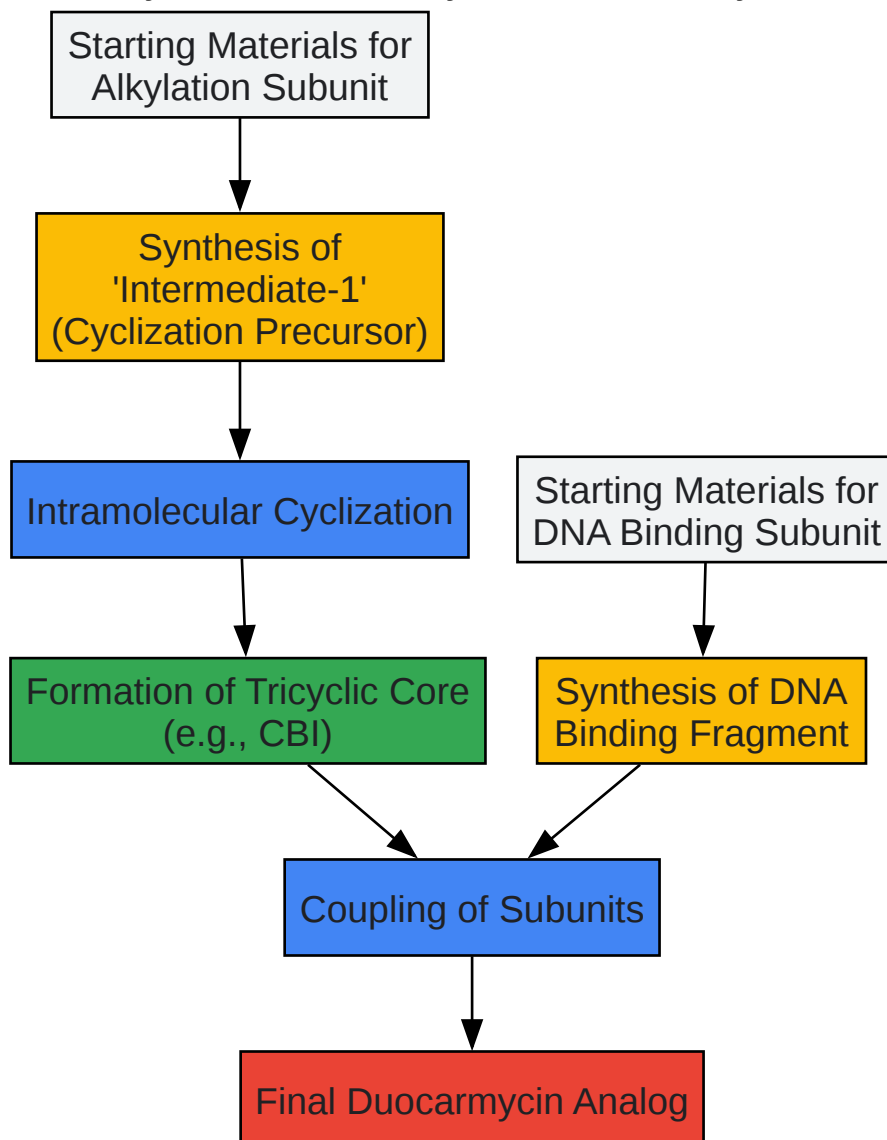 Starting Materials for
Alkylation Subunit
Synthesis of
'Intermediate-1'
(Cyclization Precursor)
Intramolecular Cyclization
Starting Materials for
DNA Binding Subunit
Formation of Tricyclic Core
(e.g., CBI)
Synthesis of DNA
Binding Fragment
Coupling of Subunits
Final Duocarmycin Analog